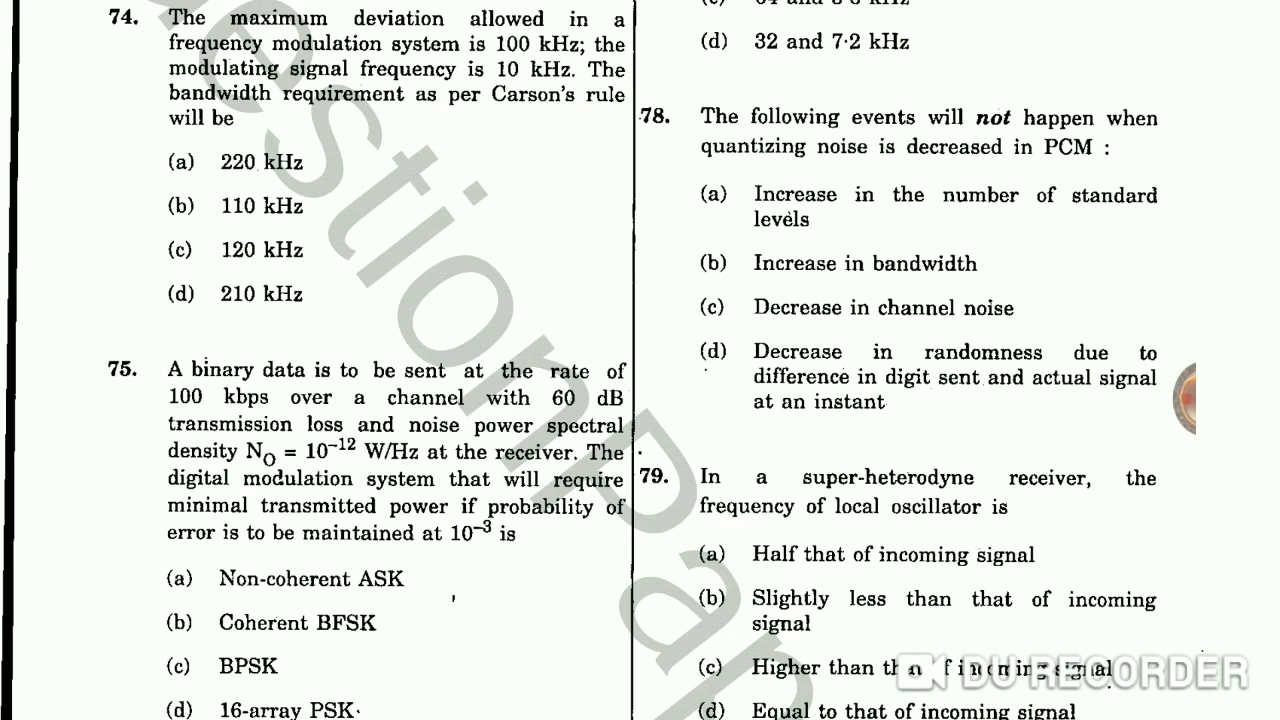 74. The maximum deviation allowed in a
frequency modulation system is 100 kHz; the
modulating signal frequency is 10 kHz. The
bandwidth requirement as per Carson's rule
will be
(a) 220 kHz
(b) 110 kHz
(c) 120 kHz
(d) 210 kHz
75. A binary data is to be sent at the rate of
100 kbps over a channel with 60 dB
transmission loss and noise power spectral
density N_O = 10⁻¹² W/Hz at the receiver. The
digital modulation system that will require
minimal transmitted power if probability of
error is to be maintained at 10⁻³ is
(a) Non-coherent ASK
(b) Coherent BFSK
(c) BPSK
(d) 16-array PSK
(d) 32 and 7·2 kHz
78. The following events will not happen when
quantizing noise is decreased in PCM :
(a) Increase in the number of standard
levels
(b) Increase in bandwidth
(c) Decrease in channel noise
(d) Decrease in randomness due to
difference in digit sent and actual signal
at an instant
79. In a super-heterodyne receiver, the
frequency of local oscillator is
(a) Half that of incoming signal
(b) Slightly less than that of incoming
signal
(c) Higher than that of incoming signal
(d) Equal to that of incoming signal
estionPap
DU RECORDER